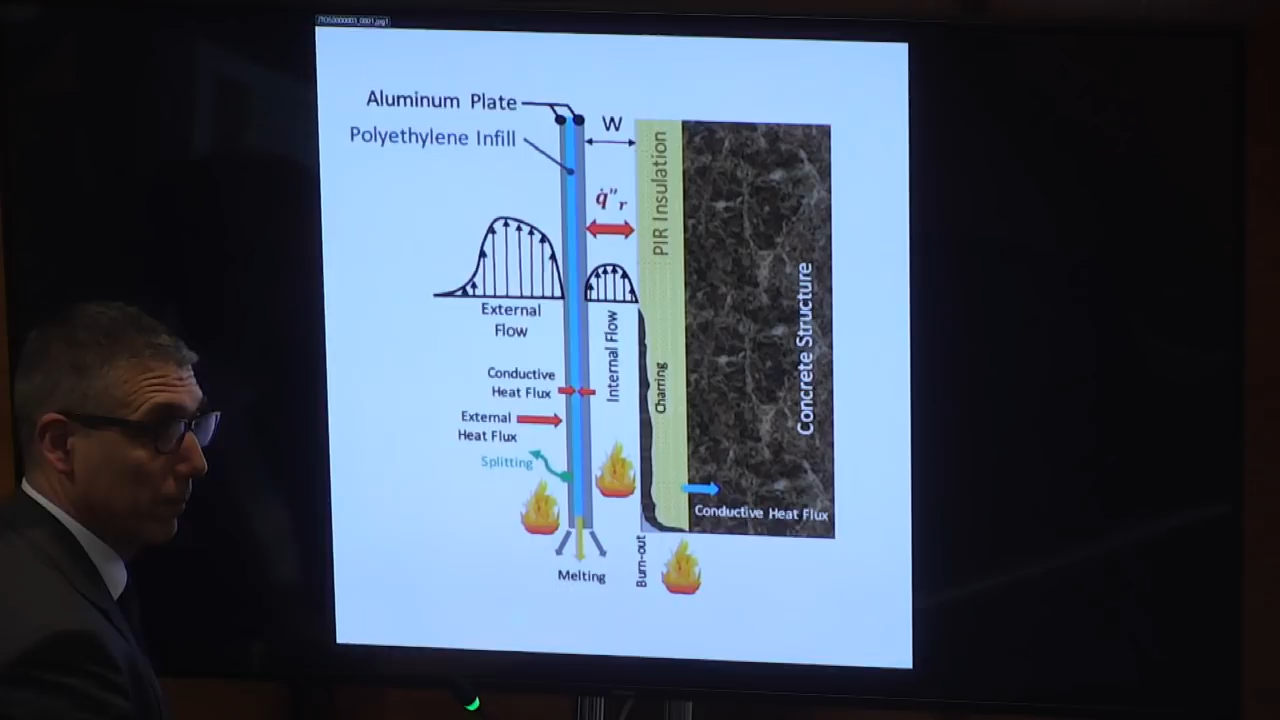 Aluminum Plate
Polyethylene Infill
W
q̇"r
PIR Insulation
External
Flow
Internal Flow
Conductive
Heat Flux
External
Heat Flux
Splitting
Charring
Concrete Structure
Conductive Heat Flux
Melting
Burn-out